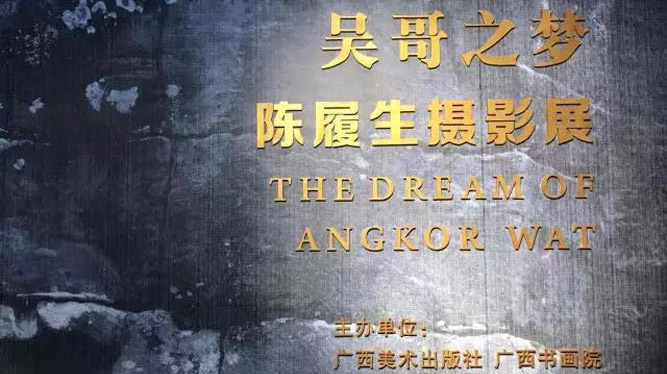 吴哥之梦
陈履生摄影展
THE DREAM OF
ANGKOR WAT
主办单位：
广西美术出版社 广西书画院